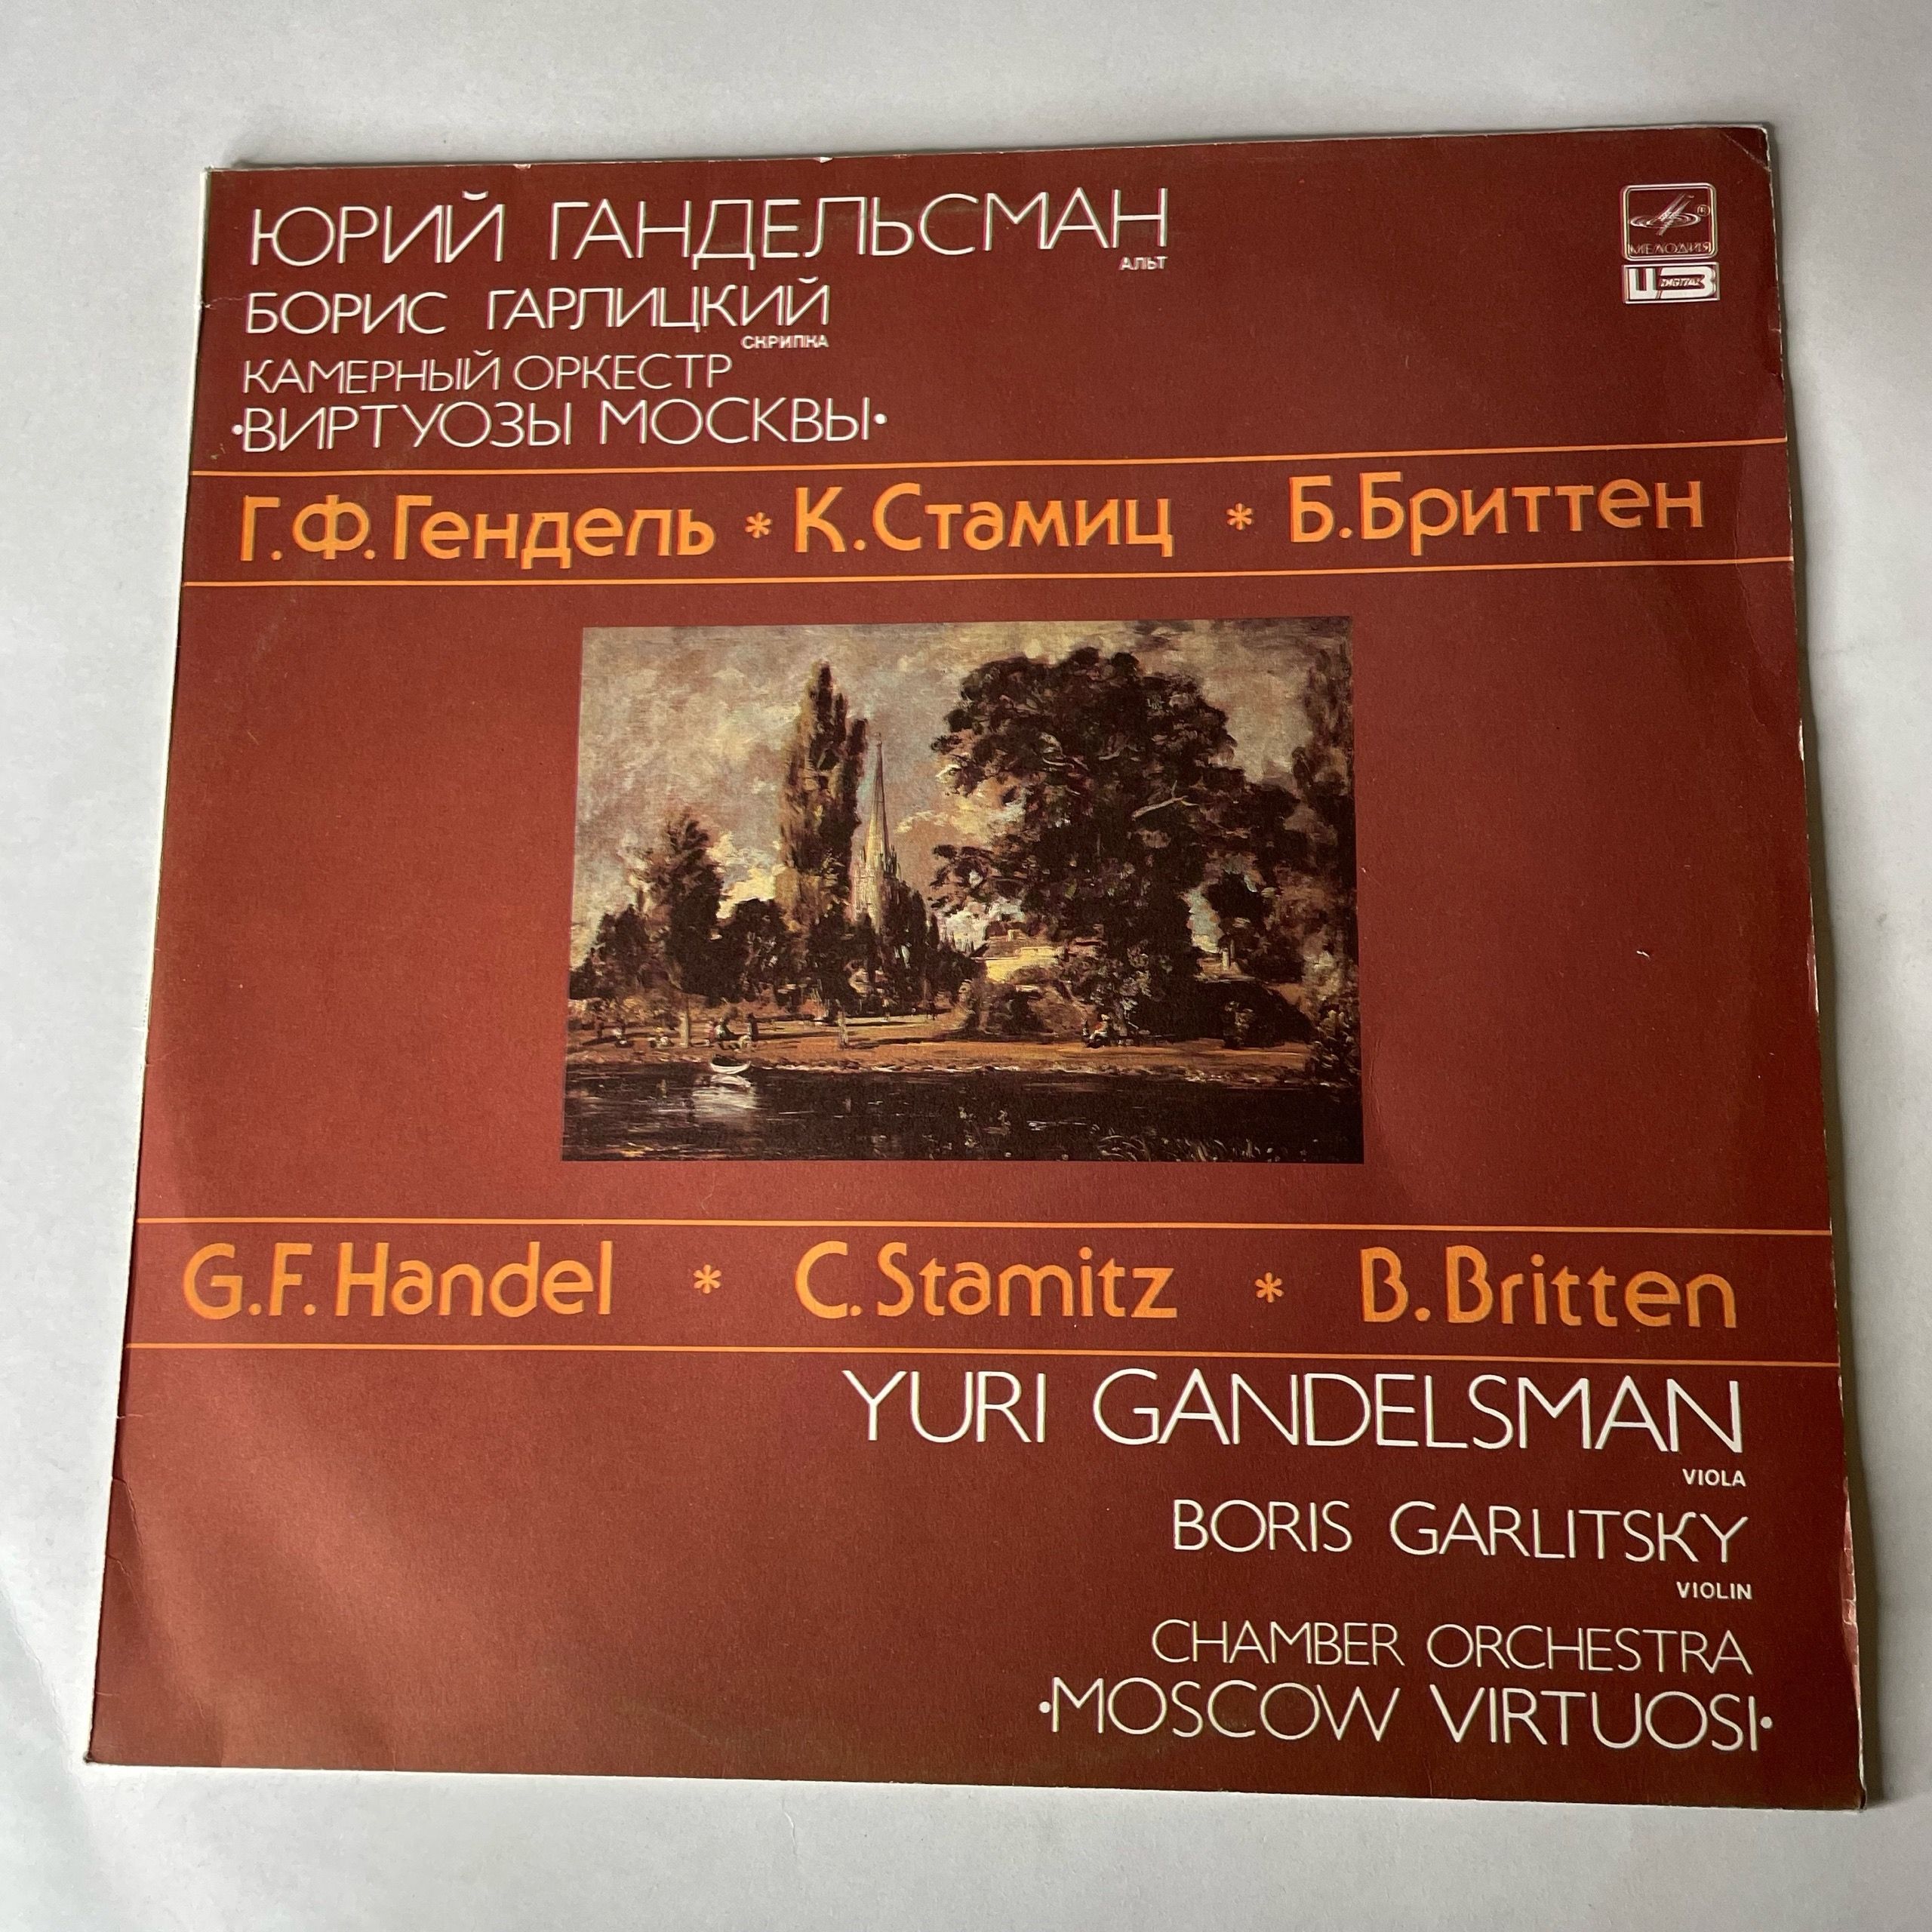 ЮРИЙ ГАНДЕЛЬСМАН
АЛЬТ
БОРИС ГАРЛИЦКИЙ
СКРИПКА
КАМЕРНЫЙ ОРКЕСТР
•ВИРТУОЗЫ МОСКВЫ•
МЕЛОДИЯ
DIGITAL
Г.Ф.Гендель * К.Стамиц * Б.Бриттен
G.F.Handel * C.Stamitz * B.Britten
YURI GANDELSMAN
VIOLA
BORIS GARLITSKY
VIOLIN
CHAMBER ORCHESTRA
•MOSCOW VIRTUOSI•